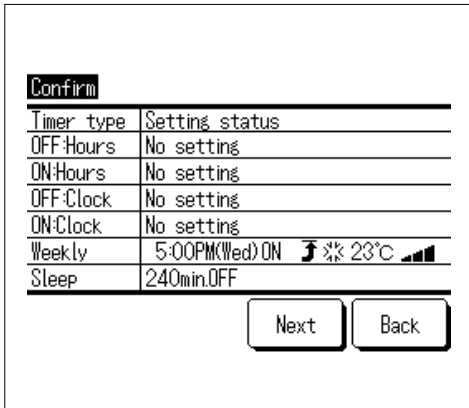 Confirm
Timer type Setting status
OFF:Hours No setting
ON:Hours No setting
OFF:Clock No setting
ON:Clock No setting
Weekly 5:00PM(Wed)ON 23℃
Sleep 240min.OFF
Next Back